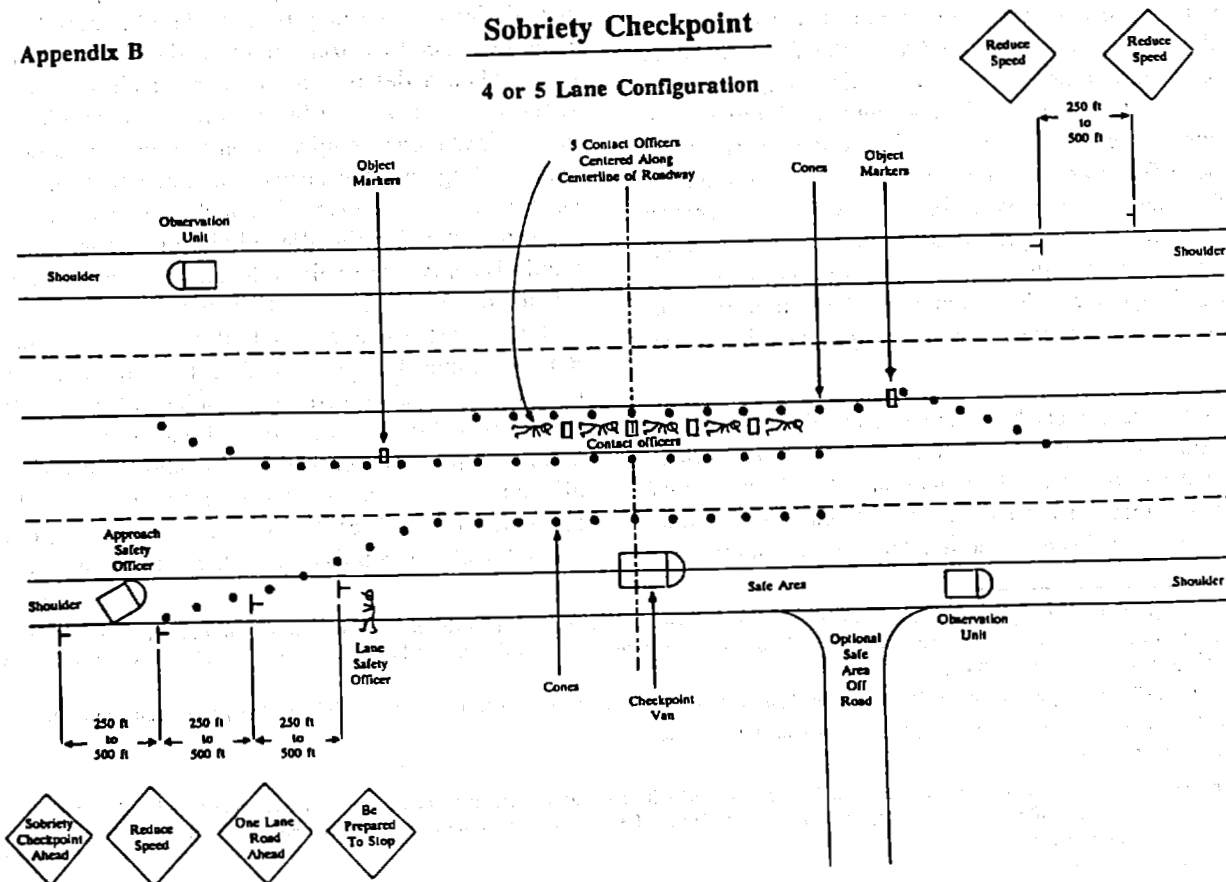 Appendix B
Sobriety Checkpoint
4 or 5 Lane Configuration
Reduce
Speed
Reduce
Speed
250 ft
to
500 ft
5 Contact Officers
Centered Along
Centerline of Roadway
Object
Markers
Cones
Object
Markers
Observation
Unit
Shoulder
Shoulder
Contact officers
Approach
Safety
Officer
Shoulder
Safe Area
Shoulder
Lane
Safety
Officer
Cones
Checkpoint
Van
Optional
Safe
Area
Off
Road
Observation
Unit
250 ft
to
500 ft
250 ft
to
500 ft
250 ft
to
500 ft
Sobriety
Checkpoint
Ahead
Reduce
Speed
One Lane
Road
Ahead
Be
Prepared
To Stop